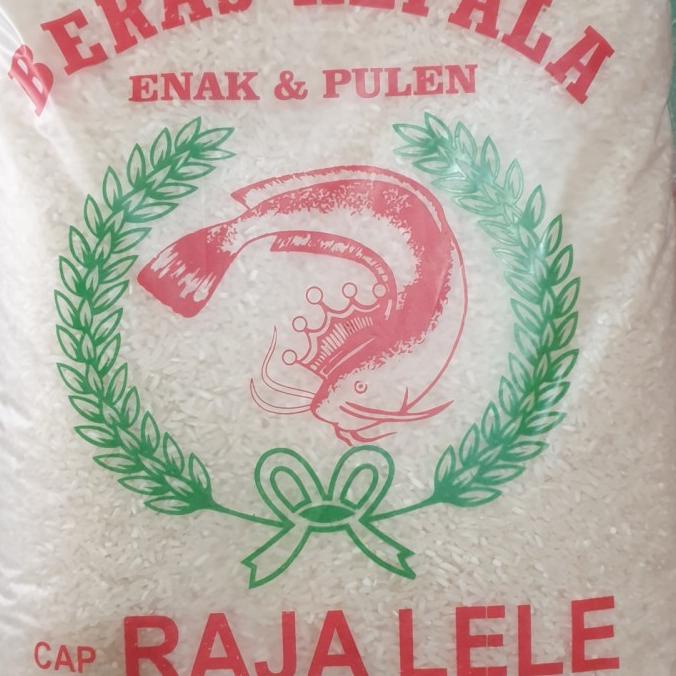 BERAS KEPALA
ENAK & PULEN
CAP RAJA LELE